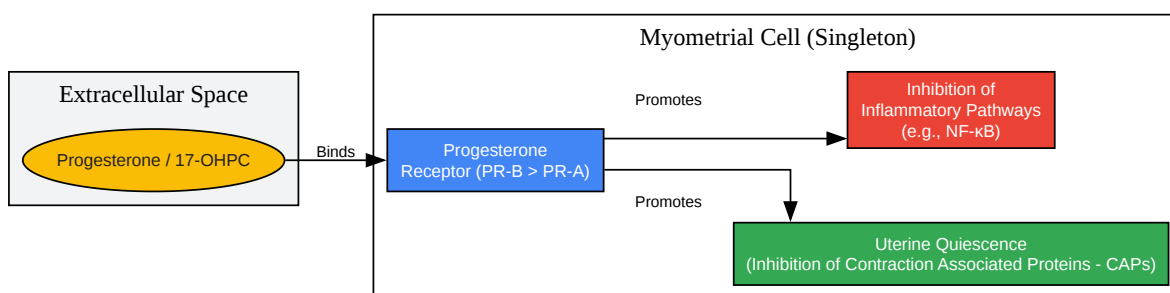 Extracellular Space
Progesterone / 17-OHPC
Binds
Myometrial Cell (Singleton)
Progesterone
Receptor (PR-B > PR-A)
Promotes
Inhibition of
Inflammatory Pathways
(e.g., NF-κB)
Promotes
Uterine Quiescence
(Inhibition of Contraction Associated Proteins - CAPs)